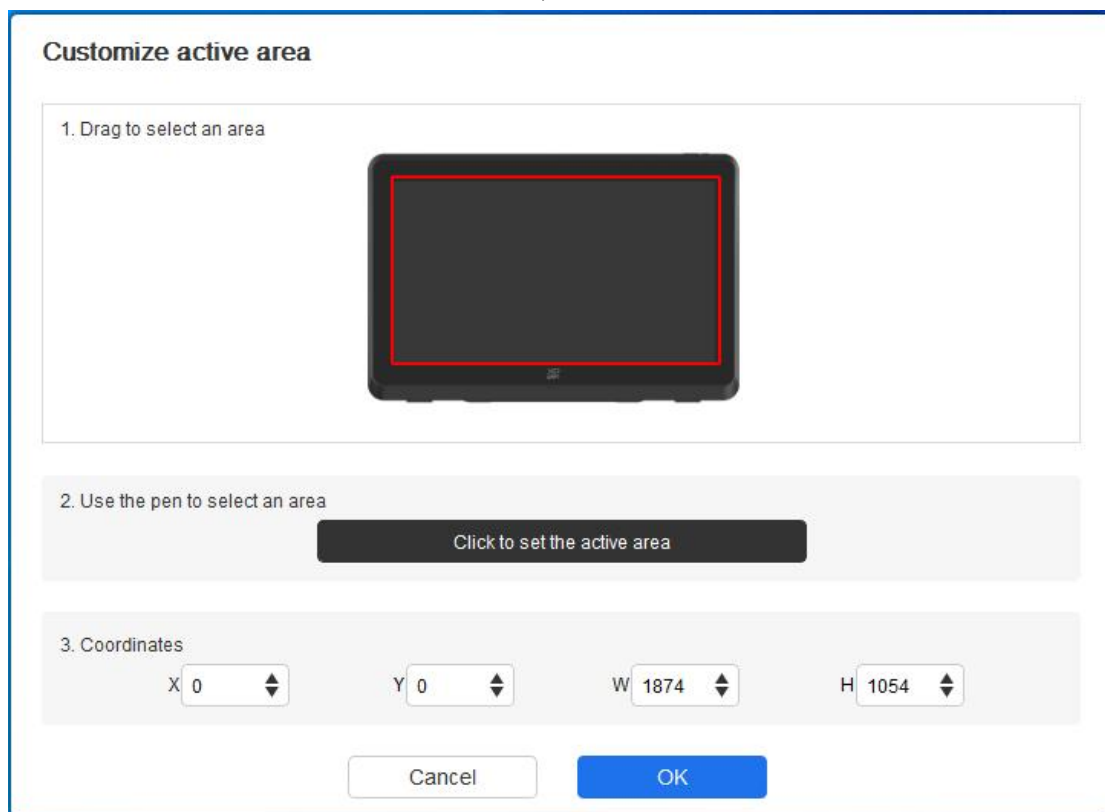 Customize active area
1. Drag to select an area
2. Use the pen to select an area
Click to set the active area
3. Coordinates
X 0 Y 0 W 1874 H 1054
Cancel OK